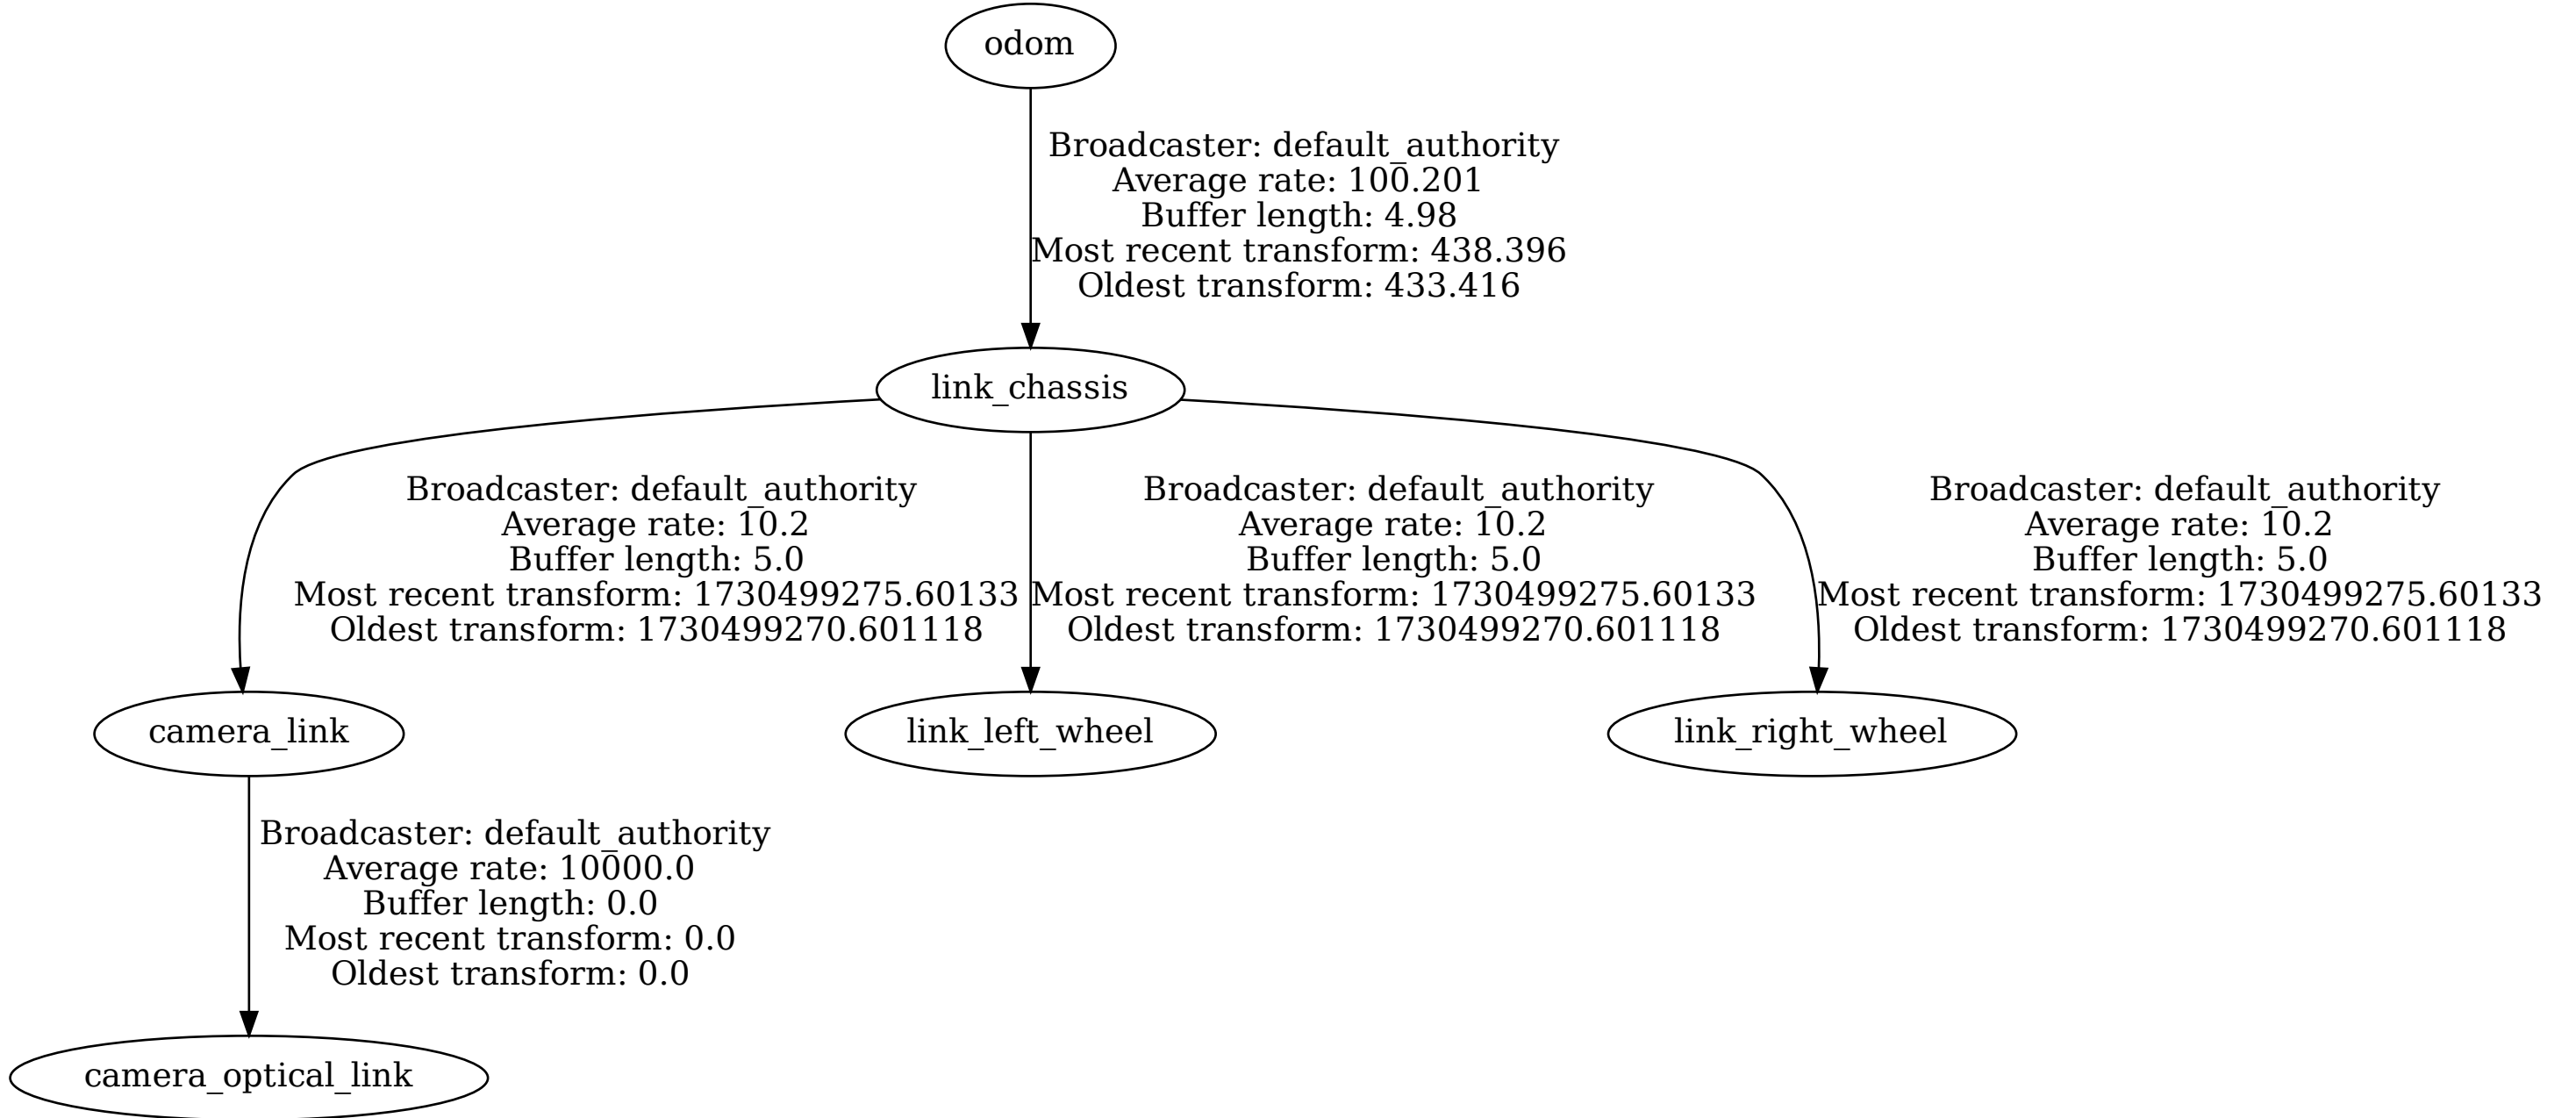 odom
Broadcaster: default_authority
Average rate: 100.201
Buffer length: 4.98
Most recent transform: 438.396
Oldest transform: 433.416
link_chassis
Broadcaster: default_authority
Average rate: 10.2
Buffer length: 5.0
Most recent transform: 1730499275.60133
Oldest transform: 1730499270.601118
Broadcaster: default_authority
Average rate: 10.2
Buffer length: 5.0
Most recent transform: 1730499275.60133
Oldest transform: 1730499270.601118
Broadcaster: default_authority
Average rate: 10.2
Buffer length: 5.0
Most recent transform: 1730499275.60133
Oldest transform: 1730499270.601118
camera_link
link_left_wheel
link_right_wheel
Broadcaster: default_authority
Average rate: 10000.0
Buffer length: 0.0
Most recent transform: 0.0
Oldest transform: 0.0
camera_optical_link